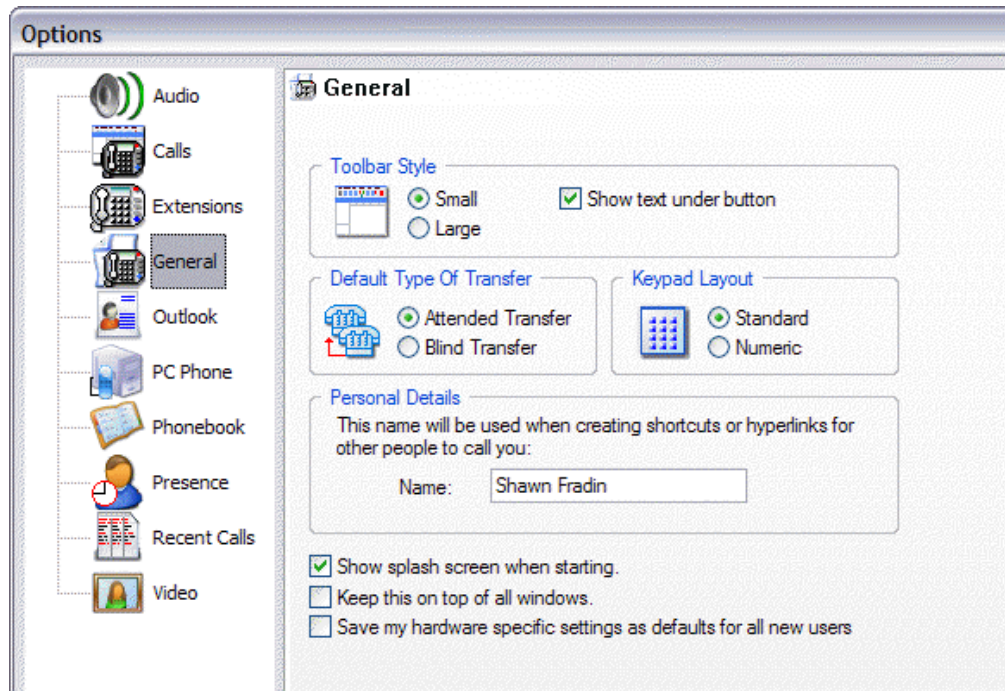 Options
Audio
Calls
Extensions
General
Outlook
PC Phone
Phonebook
Presence
Recent Calls
Video
General
Toolbar Style
Small
Show text under button
Large
Default Type Of Transfer
Attended Transfer
Blind Transfer
Keypad Layout
Standard
Numeric
Personal Details
This name will be used when creating shortcuts or hyperlinks for
other people to call you:
Name: Shawn Fradin
Show splash screen when starting.
Keep this on top of all windows.
Save my hardware specific settings as defaults for all new users